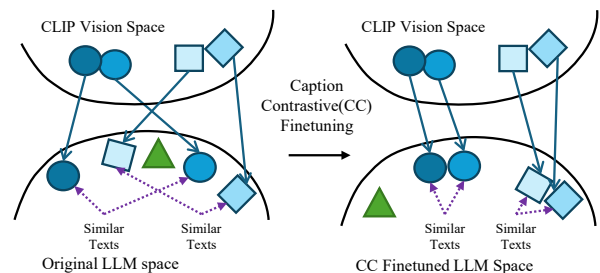 CLIP Vision Space
CLIP Vision Space
Caption
Contrastive(CC)
Finetuning
Similar
Texts
Similar
Texts
Similar
Texts
Similar
Texts
Original LLM space
CC Finetuned LLM Space